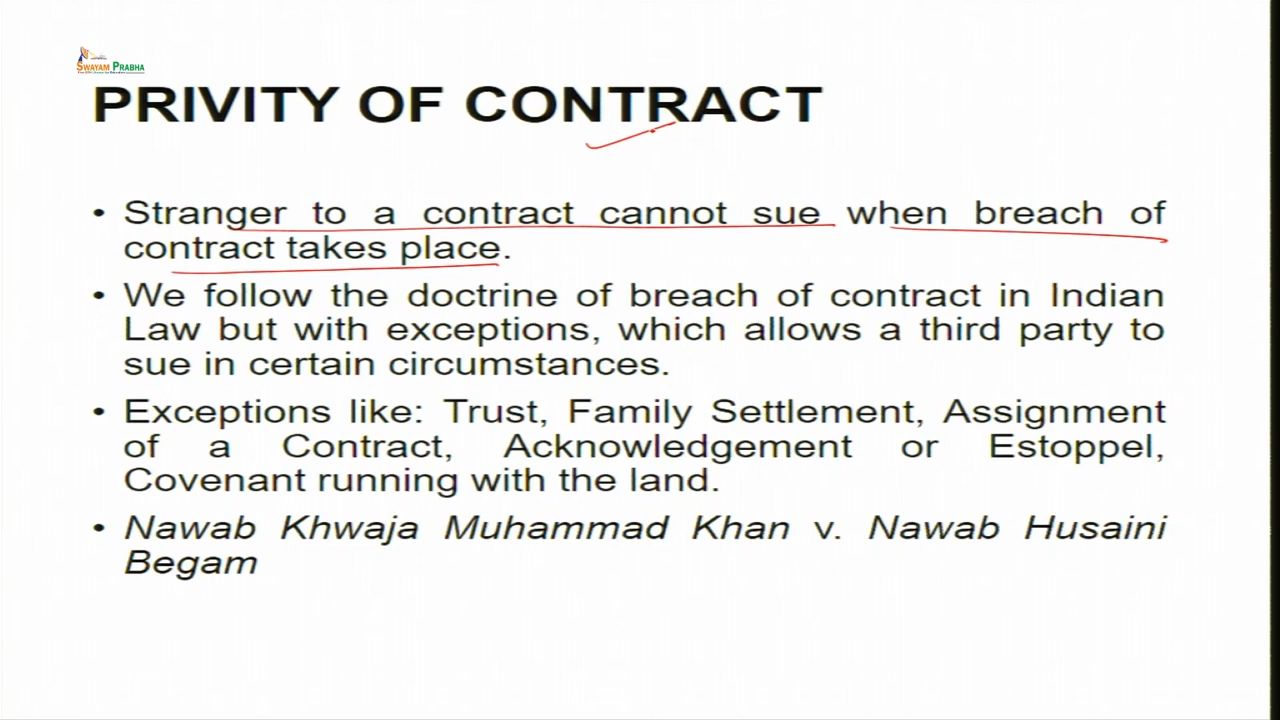 SWAYAM PRABHA
PRIVITY OF CONTRACT
• Stranger to a contract cannot sue when breach of
contract takes place.
• We follow the doctrine of breach of contract in Indian
Law but with exceptions, which allows a third party to
sue in certain circumstances.
• Exceptions like: Trust, Family Settlement, Assignment
of a Contract, Acknowledgement or Estoppel,
Covenant running with the land.
• Nawab Khwaja Muhammad Khan v. Nawab Husaini
Begam